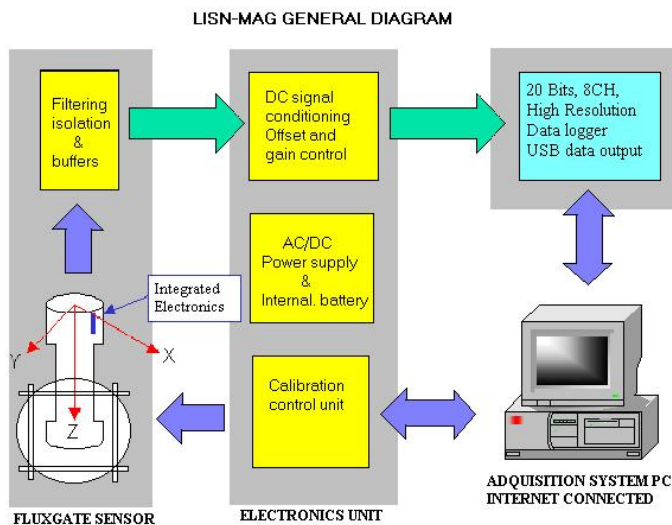 LISN-MAG GENERAL DIAGRAM
Filtering
isolation
&
buffers
DC signal
conditioning
Offset and
gain control
20 Bits, 8CH,
High Resolution
Data logger
USB data output
AC/DC
Power supply
&
Internal. battery
Integrated
Electronics
Y
X
Z
Calibration
control unit
FLUXGATE SENSOR
ELECTRONICS UNIT
ADQUISITION SYSTEM PC
INTERNET CONNECTED